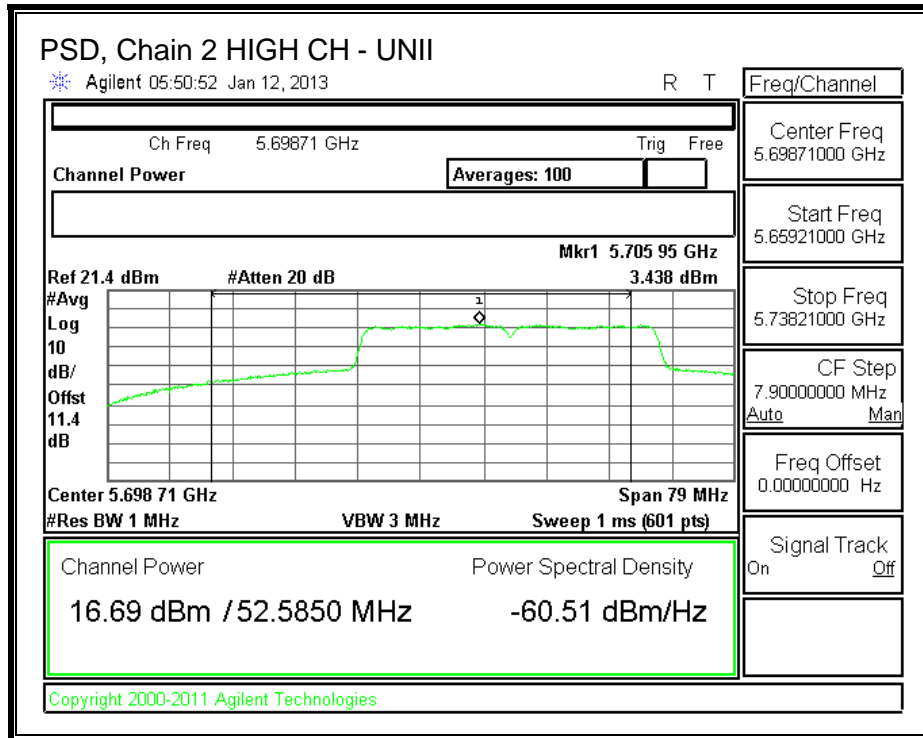 PSD, Chain 2 HIGH CH - UNII
Agilent 05:50:52 Jan 12, 2013 R T
Freq/Channel
Ch Freq 5.69871 GHz Trig Free
Channel Power Averages: 100
Mkr1 5.705 95 GHz
Ref 21.4 dBm #Atten 20 dB 3.438 dBm
#Avg
Log
10
dB/
Offst
11.4
dB
1
Center 5.698 71 GHz Span 79 MHz
#Res BW 1 MHz VBW 3 MHz Sweep 1 ms (601 pts)
Channel Power Power Spectral Density
16.69 dBm / 52.5850 MHz -60.51 dBm/Hz
Center Freq
5.69871000 GHz
Start Freq
5.65921000 GHz
Stop Freq
5.73821000 GHz
CF Step
7.90000000 MHz
Auto Man
Freq Offset
0.00000000 Hz
Signal Track
On Off
Copyright 2000-2011 Agilent Technologies